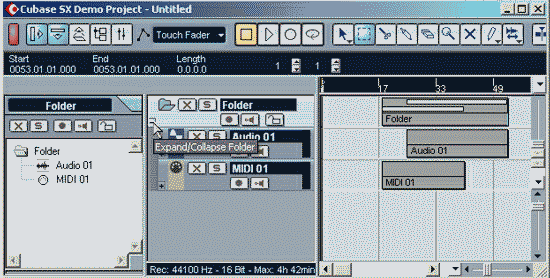 Cubase SX Demo Project - Untitled
Touch Fader
Start End Length
0053.01.01.000 0053.01.01.000 0.0.0.0 1 1
1 17 33 49
Folder
X S
Folder
Audio 01
MIDI 01
X S Folder
X S Audio 01
Expand/Collapse Folder
X S MIDI 01
Folder
Audio 01
MIDI 01
Rec: 44100 Hz - 16 Bit - Max: 4h 42min